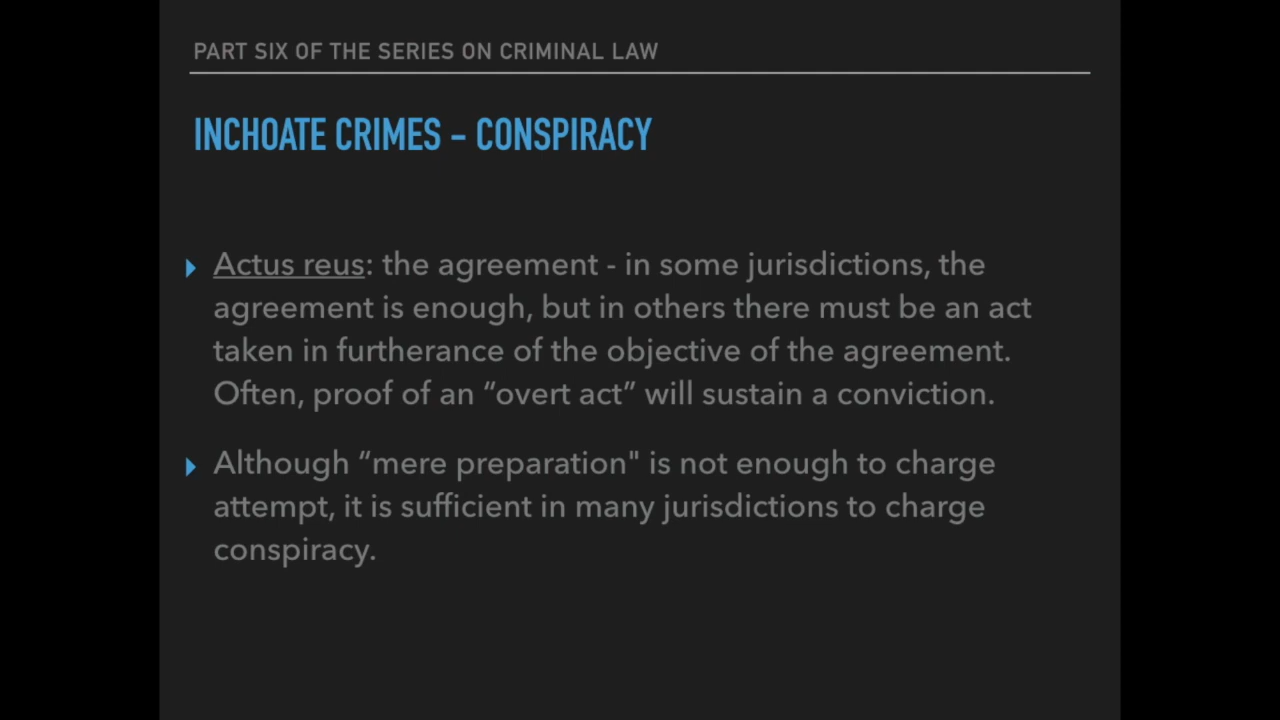 PART SIX OF THE SERIES ON CRIMINAL LAW
INCHOATE CRIMES – CONSPIRACY
Actus reus: the agreement - in some jurisdictions, the
agreement is enough, but in others there must be an act
taken in furtherance of the objective of the agreement.
Often, proof of an “overt act” will sustain a conviction.
Although “mere preparation" is not enough to charge
attempt, it is sufficient in many jurisdictions to charge
conspiracy.